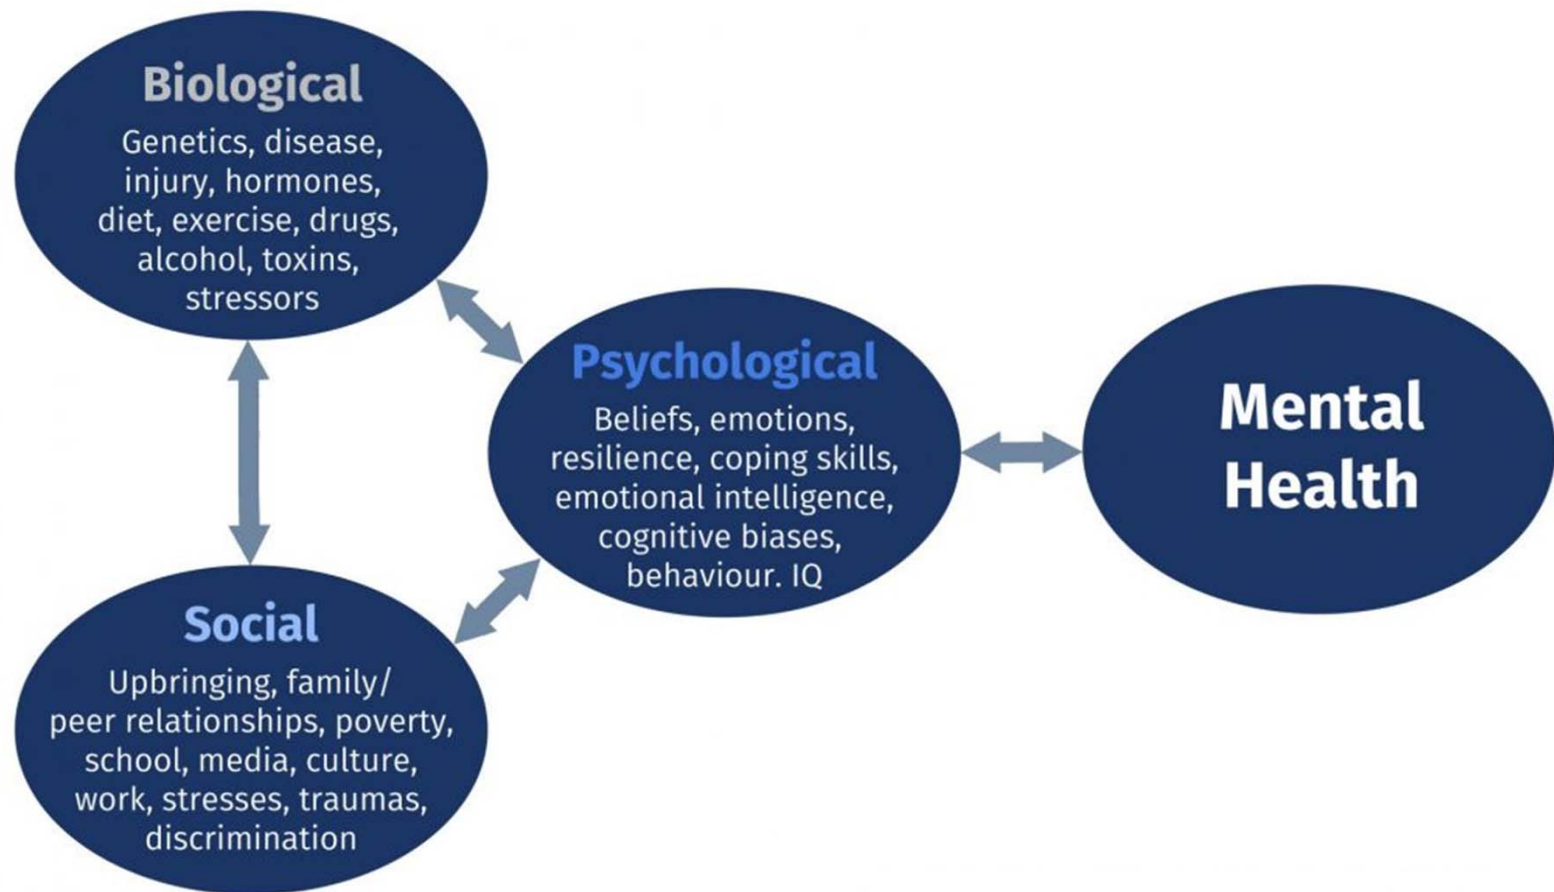 Biological
Genetics, disease,
injury, hormones,
diet, exercise, drugs,
alcohol, toxins,
stressors
Psychological
Beliefs, emotions,
resilience, coping skills,
emotional intelligence,
cognitive biases,
behaviour. IQ
Mental
Health
Social
Upbringing, family/
peer relationships, poverty,
school, media, culture,
work, stresses, traumas,
discrimination